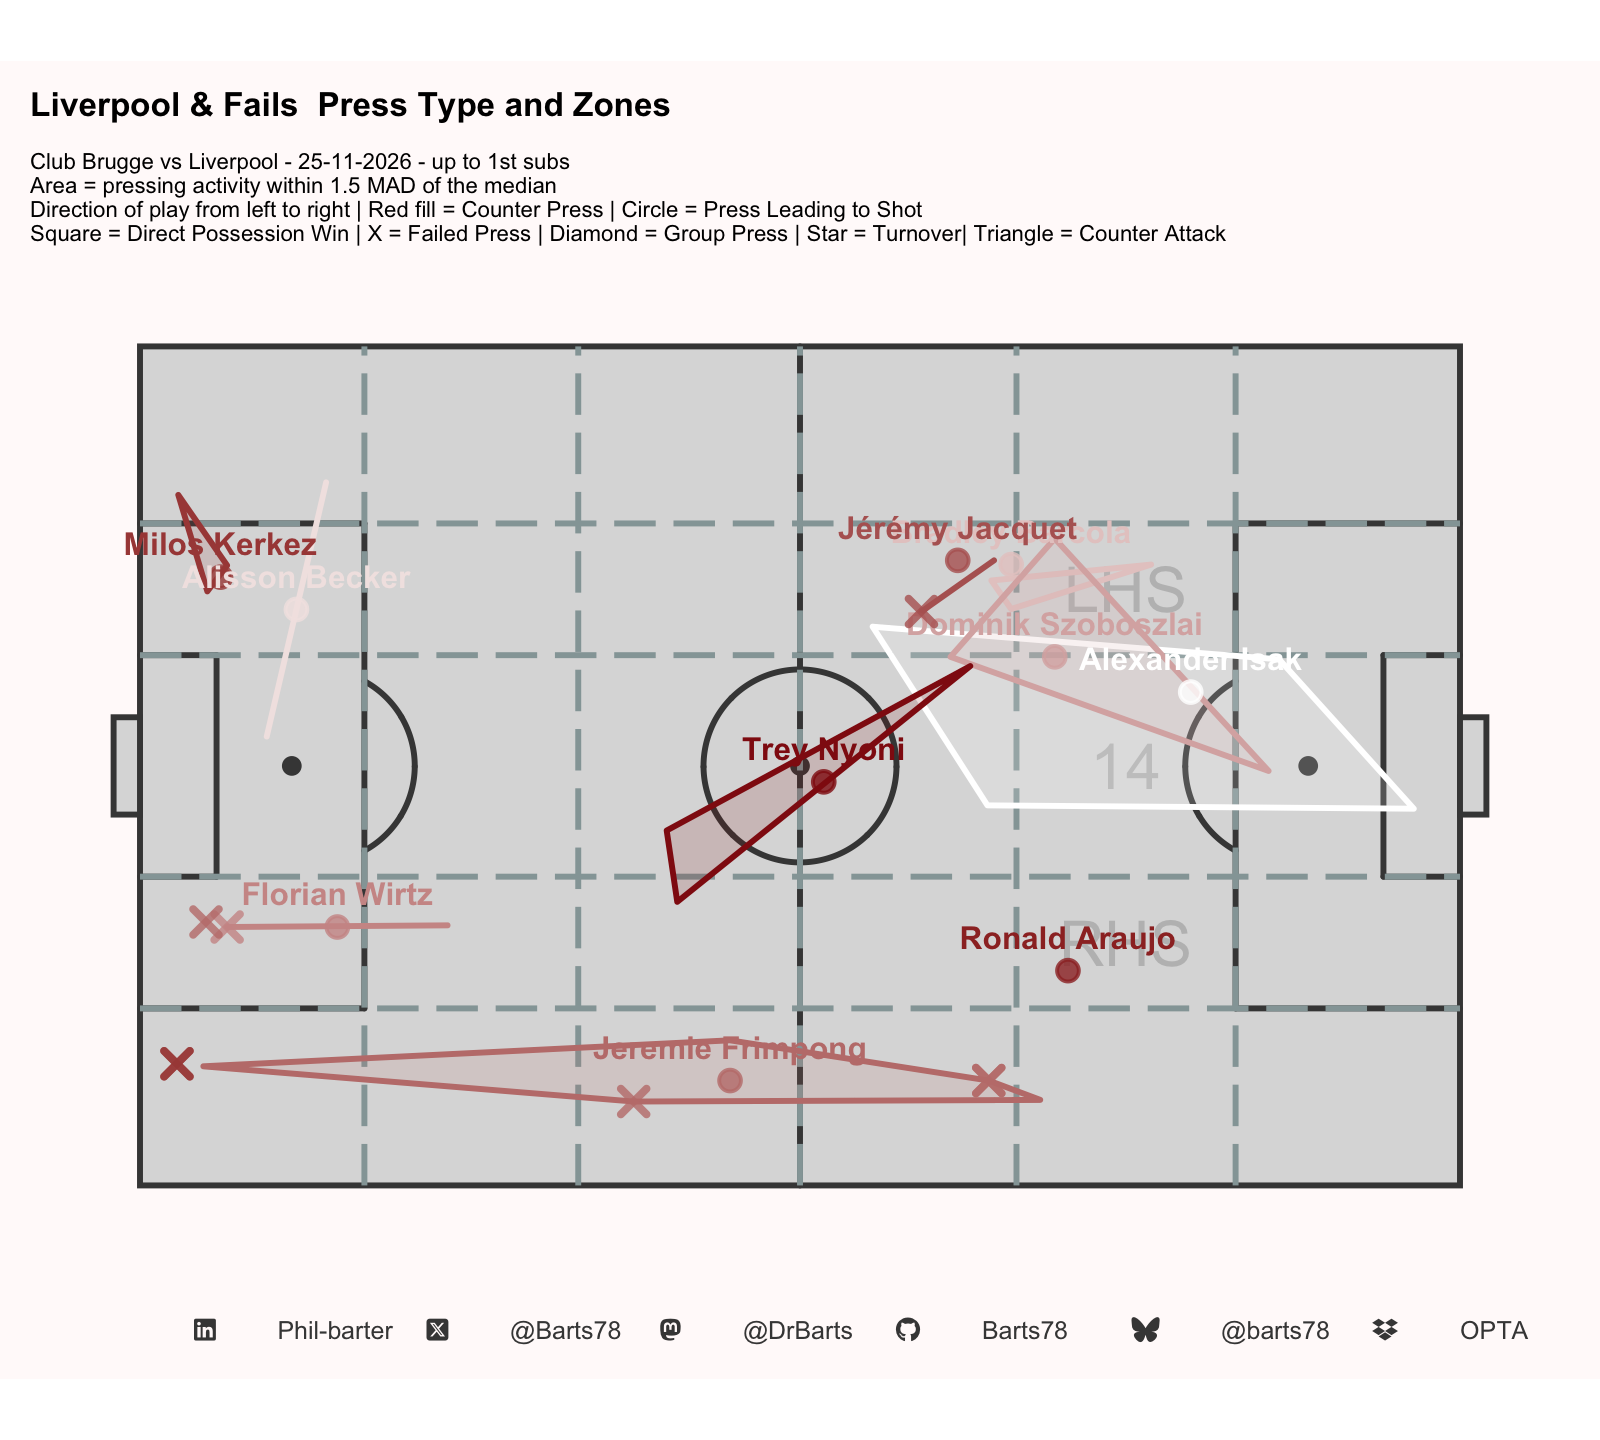 Liverpool & Fails  Press Type and Zones
Club Brugge vs Liverpool - 25-11-2026 - up to 1st subs
Area = pressing activity within 1.5 MAD of the median
Direction of play from left to right | Red fill = Counter Press | Circle = Press Leading to Shot
Square = Direct Possession Win | X = Failed Press | Diamond = Group Press | Star = Turnover| Triangle = Counter Attack
Jérémy Jacquet
Milos Kerkez
Alisson Becker
LHS
Dominik Szoboszlai
Alexander Isak
Trey Nyoni
14
Florian Wirtz
Ronald Araujo
RHS
Jeremie Frimpong
Phil-barter @Barts78 @DrBarts Barts78 @barts78 OPTA